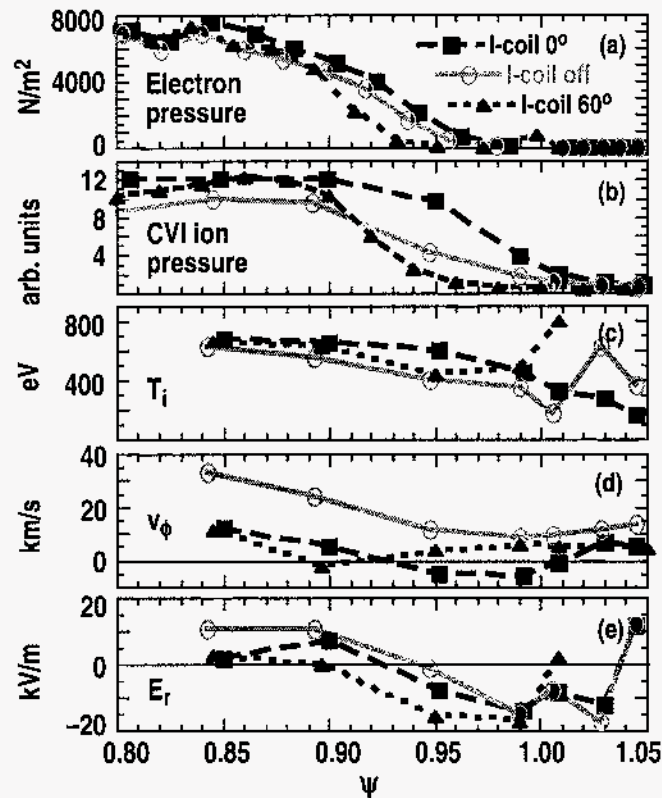 8000
4000
0
N/m²
Electron
pressure
(a)
I-coil 0º
I-coil off
I-coil 60º
12
8
4
arb. units
CVI ion
pressure
(b)
800
400
eV
Tᵢ
(c)
40
20
0
km/s
vᵩ
(d)
20
0
−20
kV/m
Eᵣ
(e)
0.80 0.85 0.90 0.95 1.00 1.05
Ψ